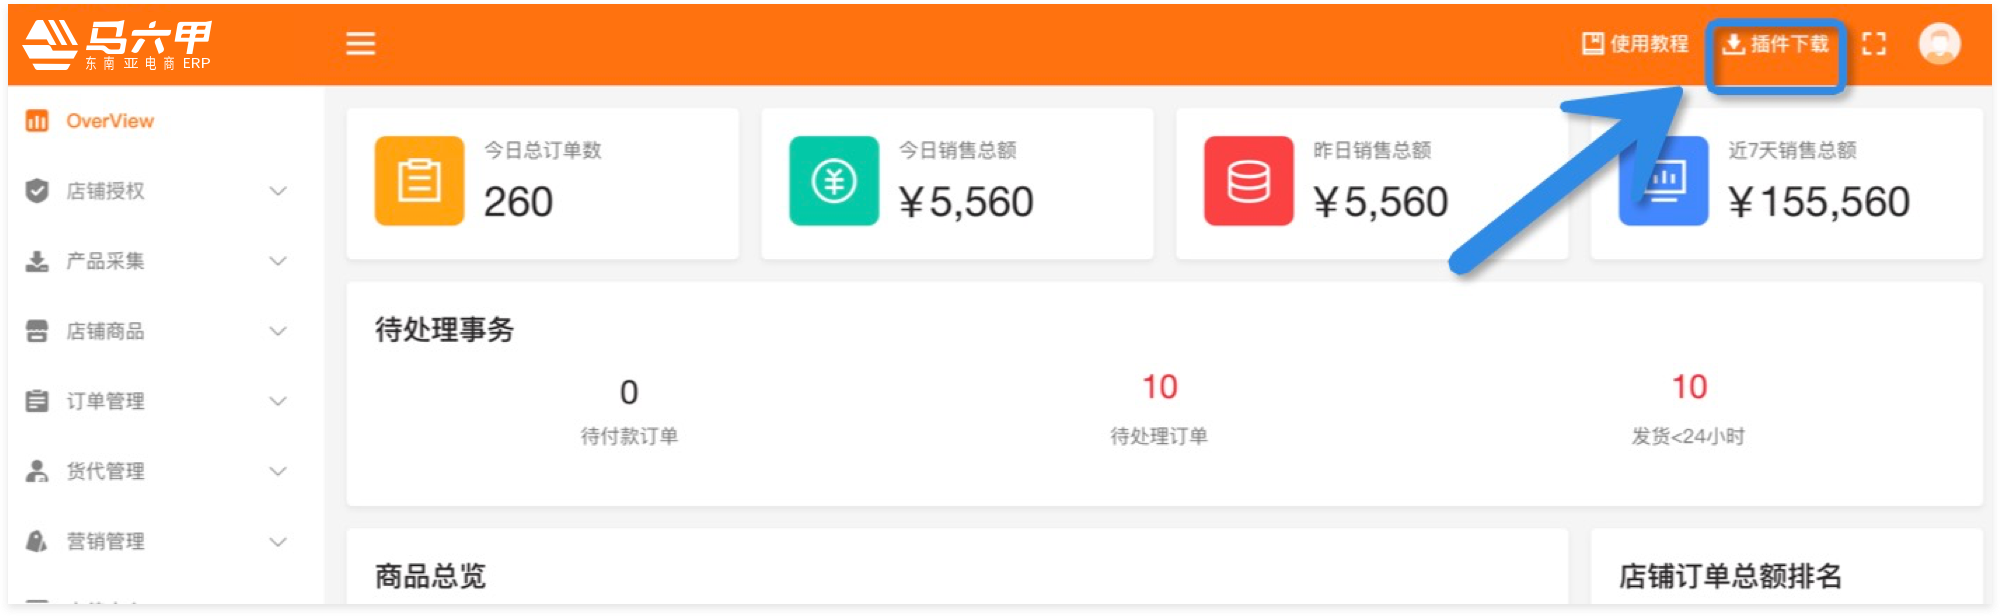 马六甲
东南亚电商ERP
使用教程
插件下载
OverView
店铺授权
产品采集
店铺商品
订单管理
货代管理
营销管理
今日总订单数
260
今日销售总额
¥5,560
昨日销售总额
¥5,560
近7天销售总额
¥155,560
待处理事务
0
待付款订单
10
待处理订单
10
发货<24小时
商品总览
店铺订单总额排名